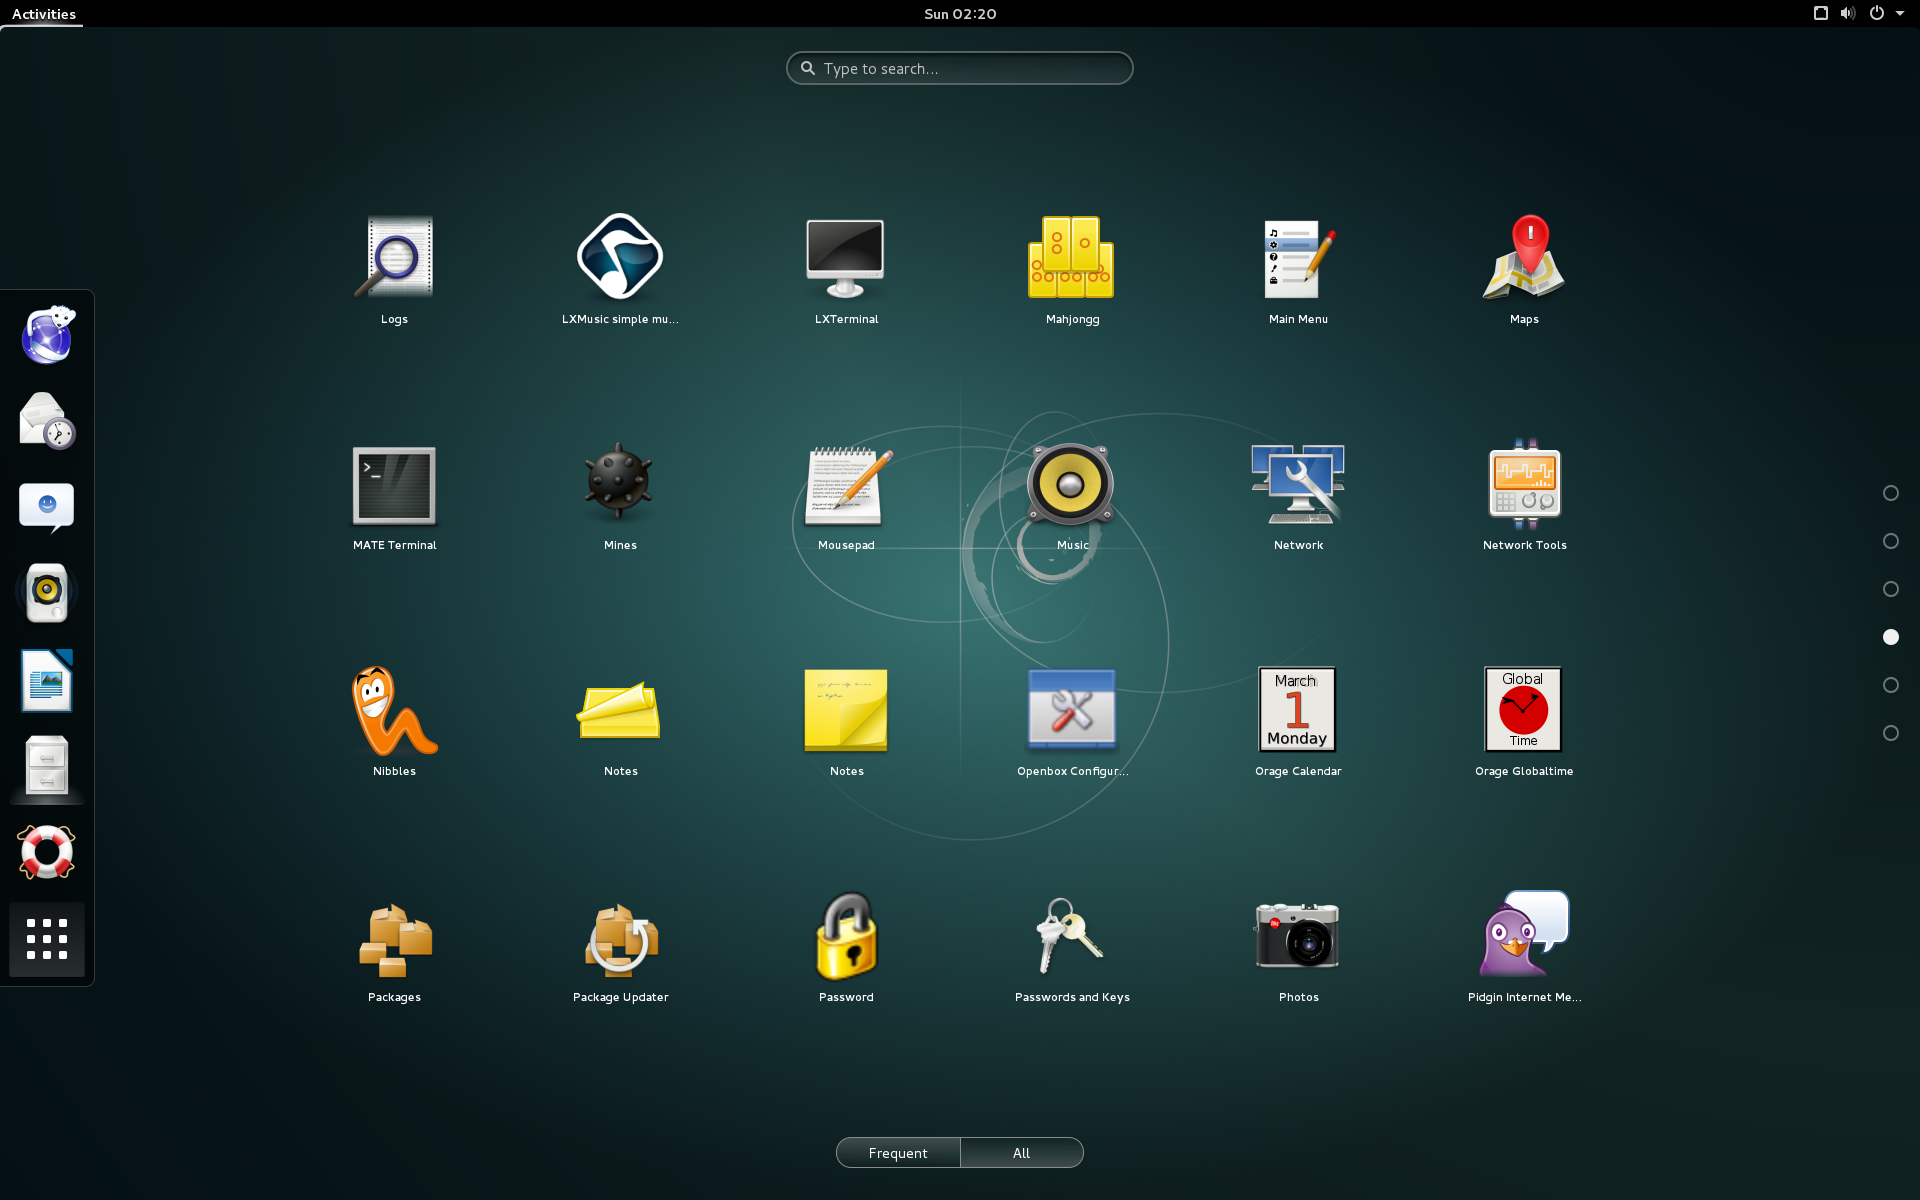 Activities
Sun 02:20
Type to search...
Logs
LXMusic simple mu...
LXTerminal
Mahjongg
Main Menu
Maps
MATE Terminal
Mines
Mousepad
Music
Network
Network Tools
March
1
Monday
Global
Time
Nibbles
Notes
Notes
Openbox Configur...
Orage Calendar
Orage Globaltime
Packages
Package Updater
Password
Passwords and Keys
Photos
Pidgin Internet Me...
Frequent
All